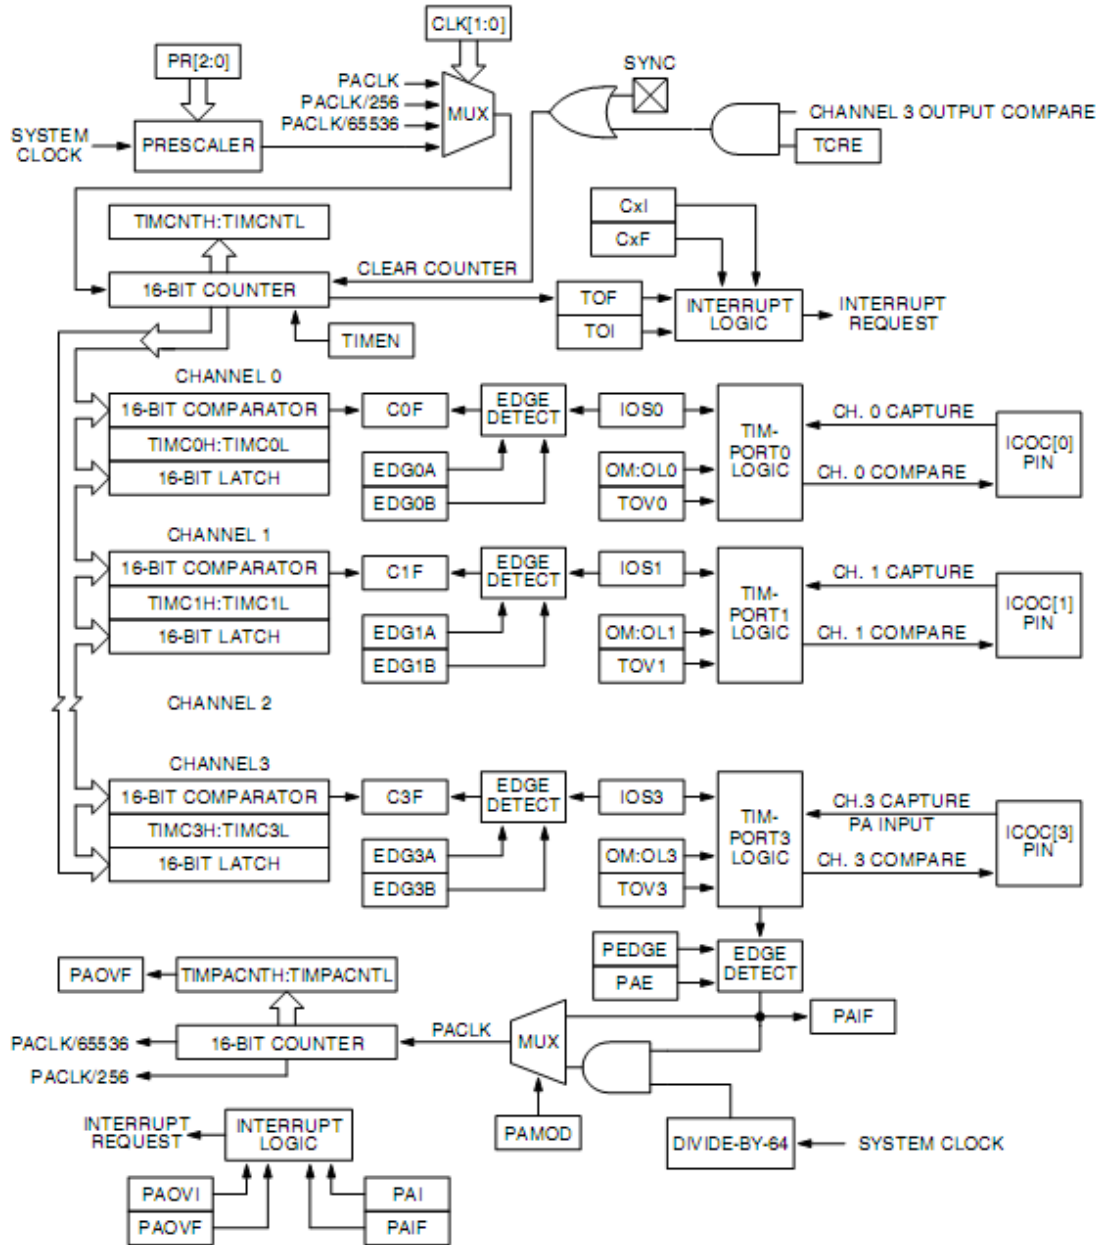 CLK[1:0]
PR[2:0]
SYNC
PACLK
PACLK/256
PACLK/65536
MUX
CHANNEL 3 OUTPUT COMPARE
SYSTEM
CLOCK
PRESCALER
TCRE
TIMCNTH:TIMCNTL
CxI
CxF
CLEAR COUNTER
16-BIT COUNTER
TOF
TOI
INTERRUPT
LOGIC
INTERRUPT
REQUEST
TIMEN
CHANNEL 0
16-BIT COMPARATOR
TIMC0H:TIMC0L
16-BIT LATCH
C0F
EDGE
DETECT
IOS0
EDG0A
EDG0B
OM:OL0
TOV0
TIM-
PORT0
LOGIC
CH. 0 CAPTURE
CH. 0 COMPARE
ICOC[0]
PIN
CHANNEL 1
16-BIT COMPARATOR
TIMC1H:TIMC1L
16-BIT LATCH
C1F
EDGE
DETECT
IOS1
EDG1A
EDG1B
OM:OL1
TOV1
TIM-
PORT1
LOGIC
CH. 1 CAPTURE
CH. 1 COMPARE
ICOC[1]
PIN
CHANNEL 2
CHANNEL3
16-BIT COMPARATOR
TIMC3H:TIMC3L
16-BIT LATCH
C3F
EDGE
DETECT
IOS3
EDG3A
EDG3B
OM:OL3
TOV3
TIM-
PORT3
LOGIC
CH.3 CAPTURE
PA INPUT
CH. 3 COMPARE
ICOC[3]
PIN
PEDGE
PAE
EDGE
DETECT
PAOVF
TIMPACNTH:TIMPACNTL
PACLK
MUX
PAIF
PACLK/65536
16-BIT COUNTER
PACLK/256
PAMOD
DIVIDE-BY-64
SYSTEM CLOCK
INTERRUPT
REQUEST
INTERRUPT
LOGIC
PAOVI
PAOVF
PAI
PAIF